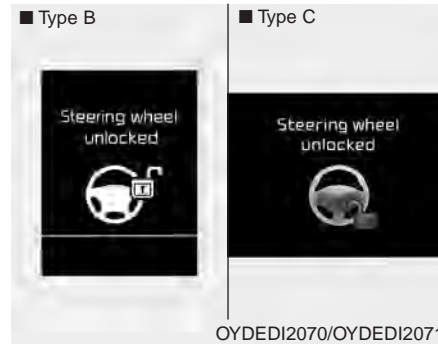 ■ Type B
■ Type C
Steering wheel
unlocked
Steering wheel
unlocked
OYDEDI2070/OYDEDI2071